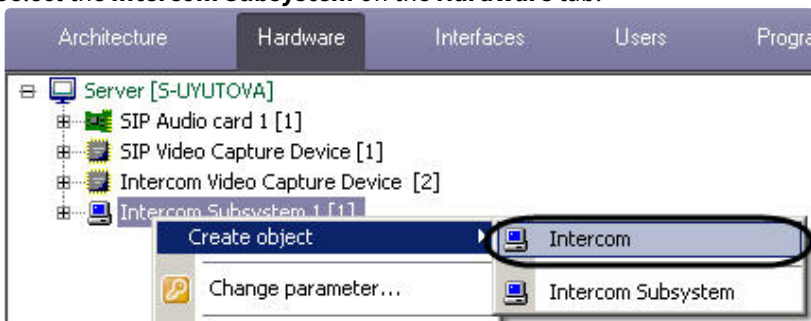 select the Intercom Subsystem on the Hardware tab.
Architecture Hardware Interfaces Users Progra
Server [S-UYUTOVA]
SIP Audio card 1 [1]
SIP Video Capture Device [1]
Intercom Video Capture Device [2]
Intercom Subsystem 1 [1]
Create object Intercom
Change parameter... Intercom Subsystem